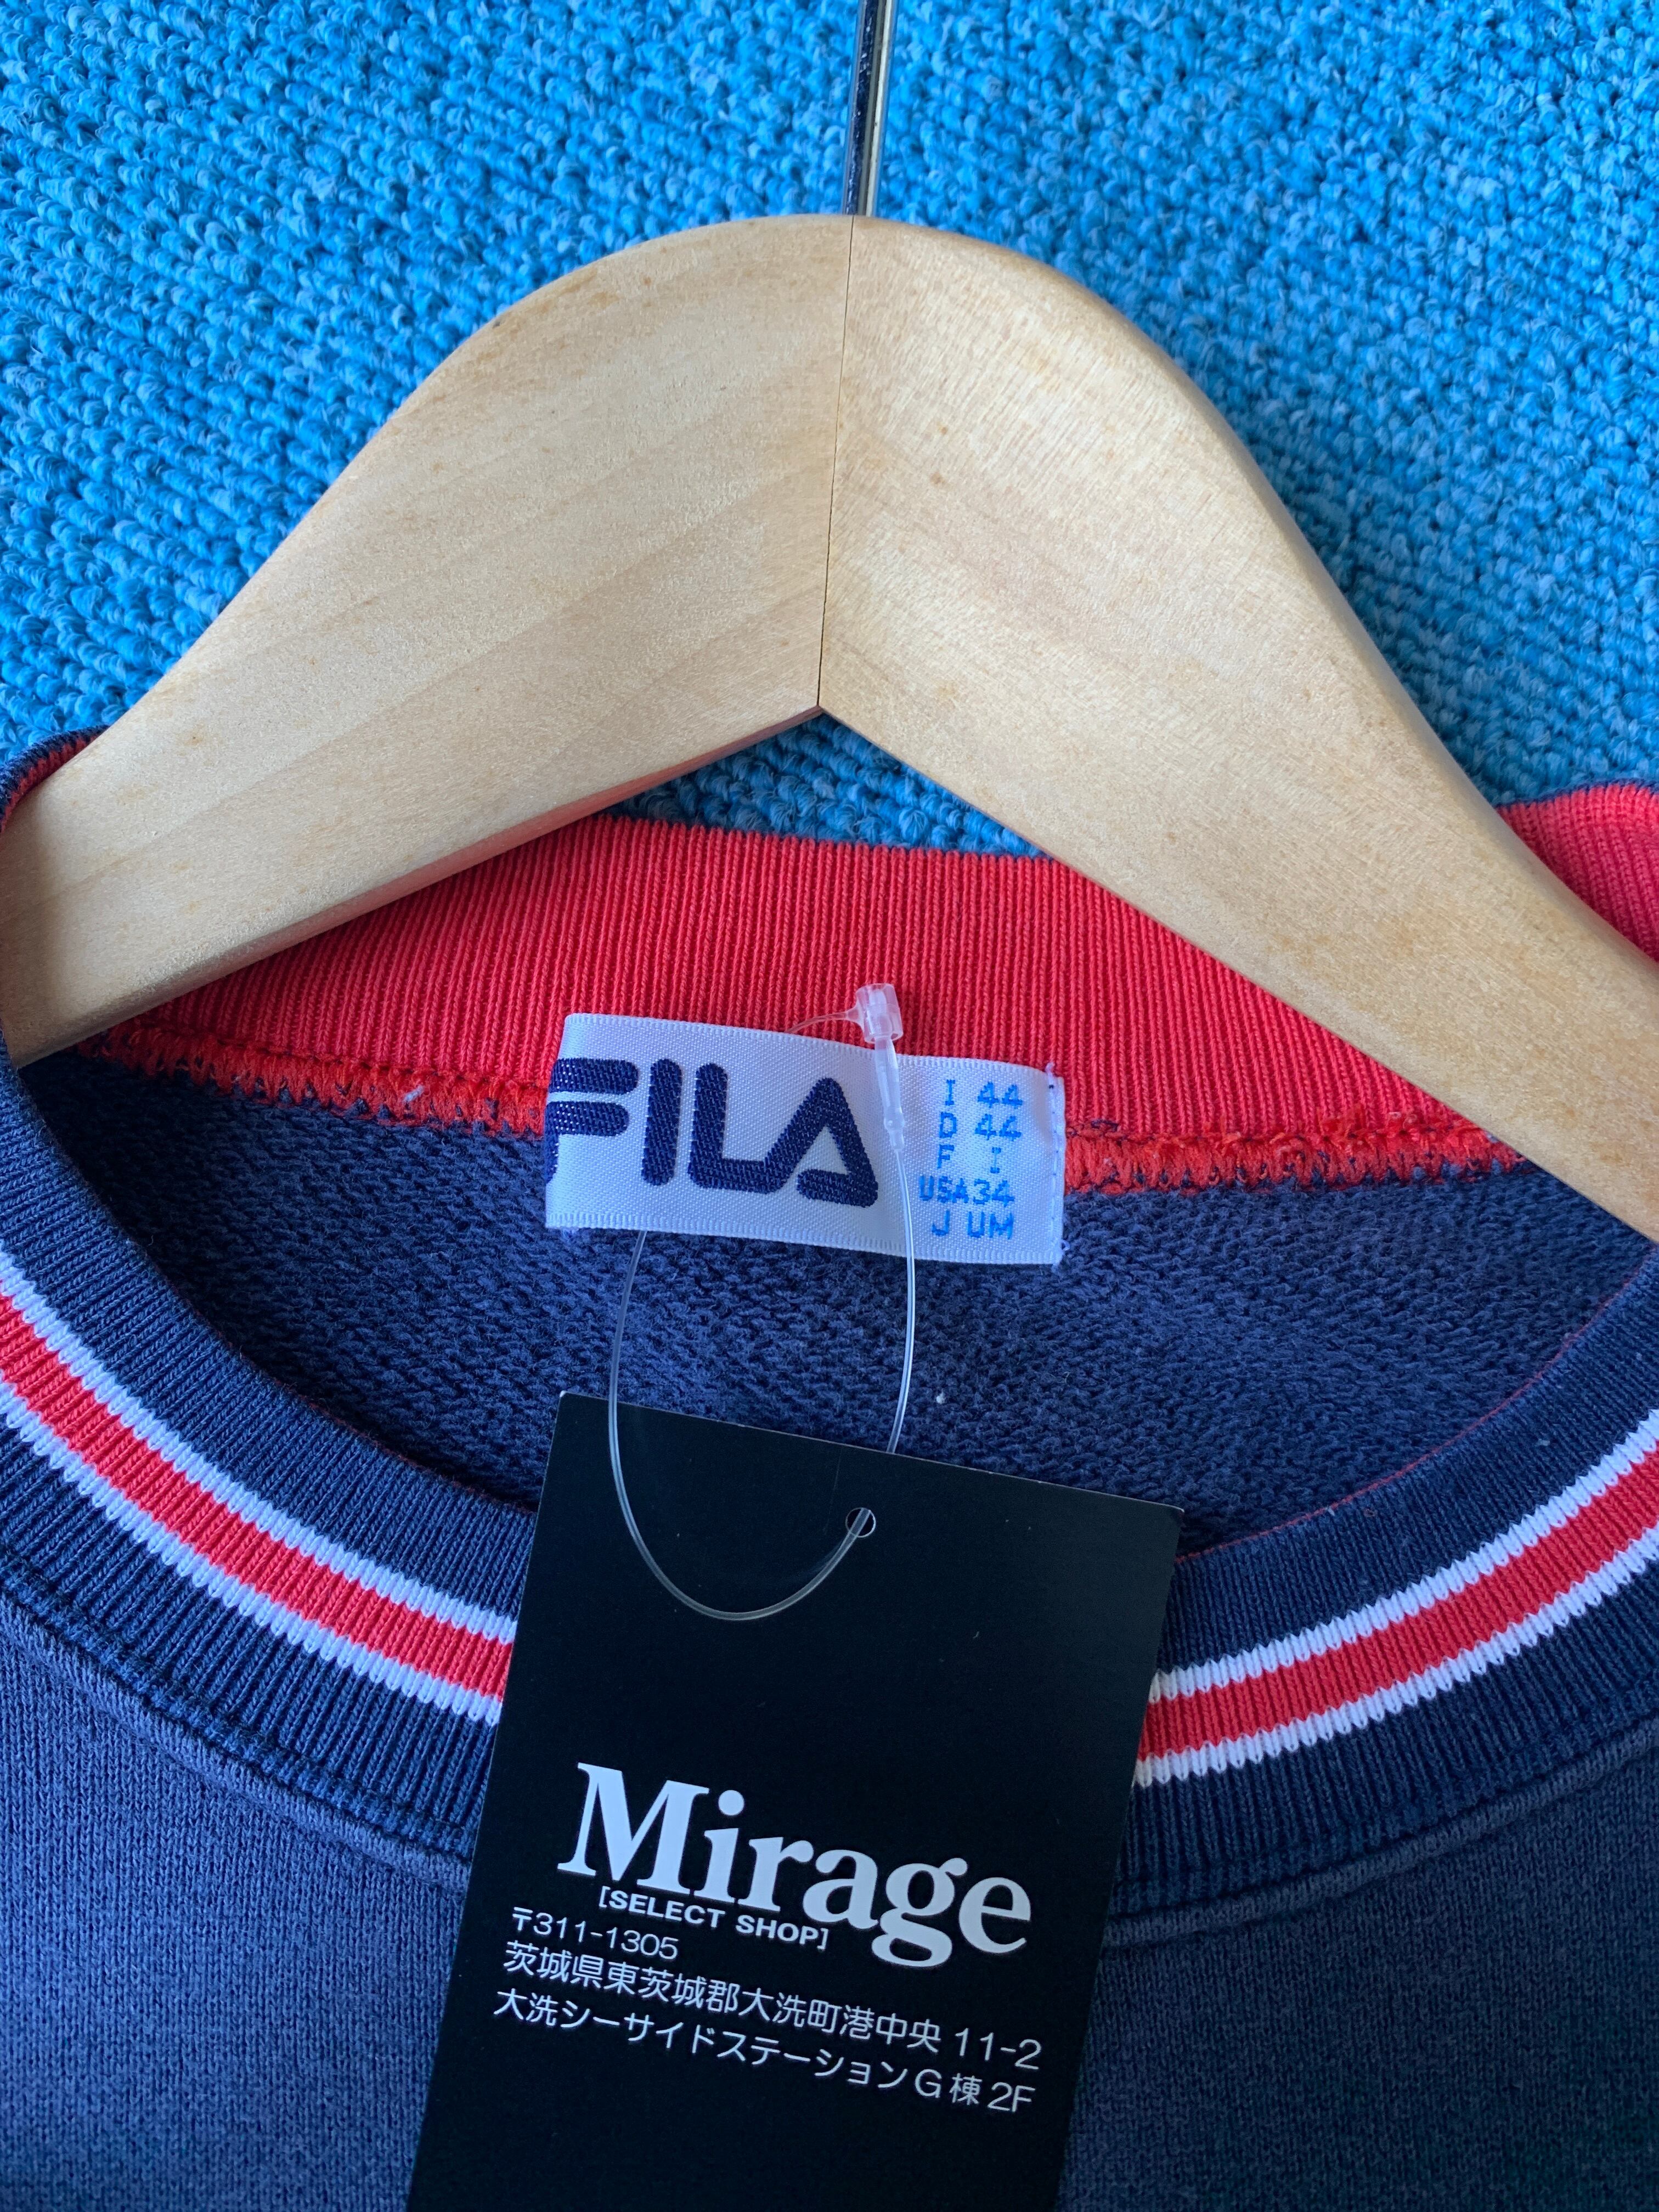 FILA
I 44
D 44
F I
USA34
J UM
Mirage
[SELECT SHOP]
〒311-1305
茨城県東茨城郡大洗町港中央 11-2
大洗シーサイドステーション G 棟 2F